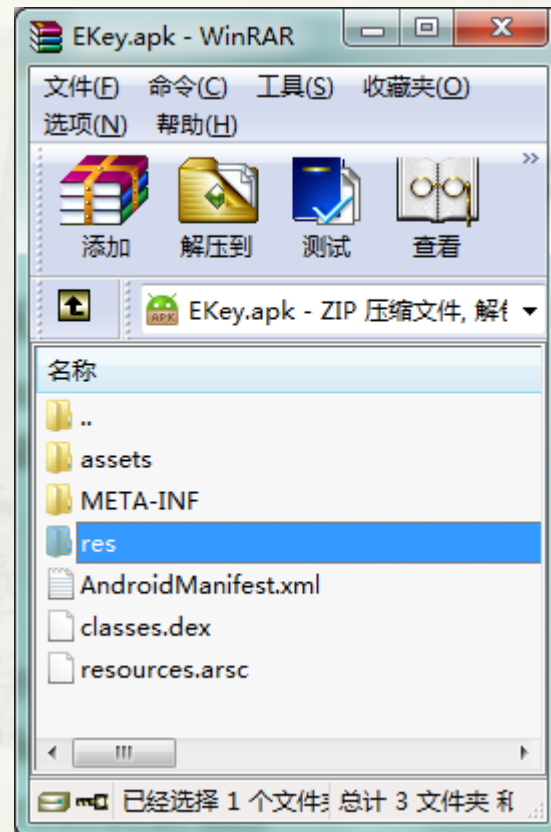 EKey.apk - WinRAR
文件(F) 命令(C) 工具(S) 收藏夹(O)
选项(N) 帮助(H)
添加 解压到 测试 查看
APK EKey.apk - ZIP 压缩文件, 解
名称
..
assets
META-INF
res
AndroidManifest.xml
classes.dex
resources.arsc
已经选择 1 个文件 总计 3 文件夹 和